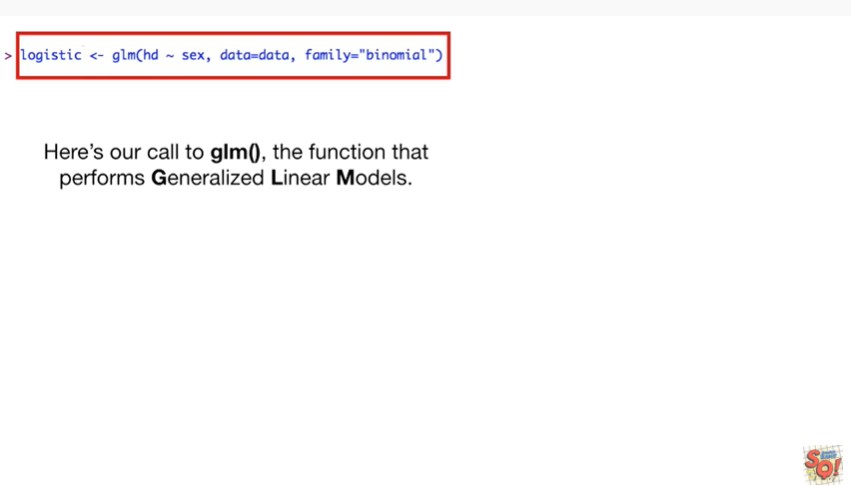 > logistic <- glm(hd ~ sex, data=data, family="binomial")
Here’s our call to glm(), the function that
performs Generalized Linear Models.
SQ!